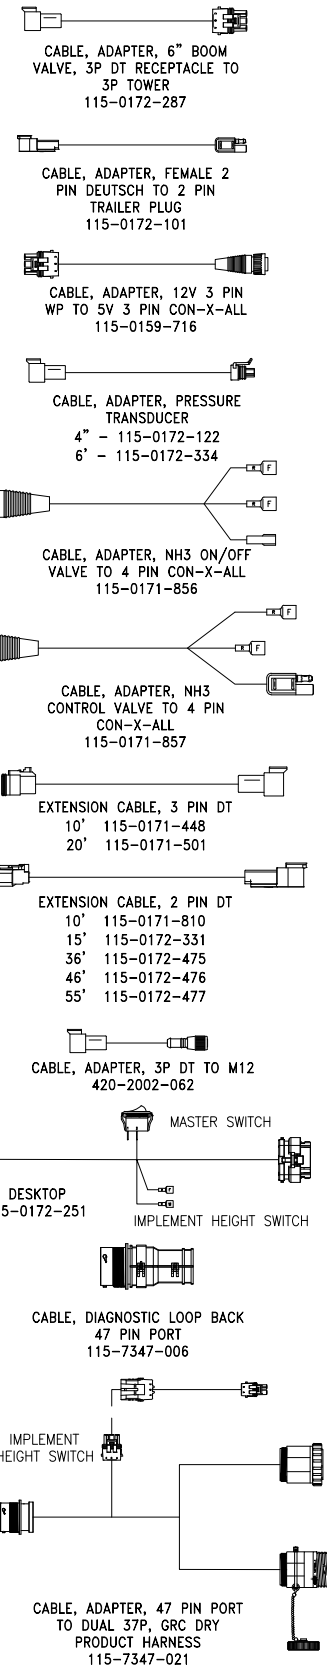 CABLE, ADAPTER, 6" BOOM
VALVE, 3P DT RECEPTACLE TO
3P TOWER
115-0172-287
CABLE, ADAPTER, FEMALE 2
PIN DEUTSCH TO 2 PIN
TRAILER PLUG
115-0172-101
CABLE, ADAPTER, 12V 3 PIN
WP TO 5V 3 PIN CON-X-ALL
115-0159-716
CABLE, ADAPTER, PRESSURE
TRANSDUCER
4" - 115-0172-122
6' - 115-0172-334
CABLE, ADAPTER, NH3 ON/OFF
VALVE TO 4 PIN CON-X-ALL
115-0171-856
CABLE, ADAPTER, NH3
CONTROL VALVE TO 4 PIN
CON-X-ALL
115-0171-857
EXTENSION CABLE, 3 PIN DT
10' 115-0171-448
20' 115-0171-501
EXTENSION CABLE, 2 PIN DT
10' 115-0171-810
15' 115-0172-331
36' 115-0172-475
46' 115-0172-476
55' 115-0172-477
CABLE, ADAPTER, 3P DT TO M12
420-2002-062
MASTER SWITCH
DESKTOP
5-0172-251
IMPLEMENT HEIGHT SWITCH
CABLE, DIAGNOSTIC LOOP BACK
47 PIN PORT
115-7347-006
IMPLEMENT
HEIGHT SWITCH
CABLE, ADAPTER, 47 PIN PORT
TO DUAL 37P, GRC DRY
PRODUCT HARNESS
115-7347-021